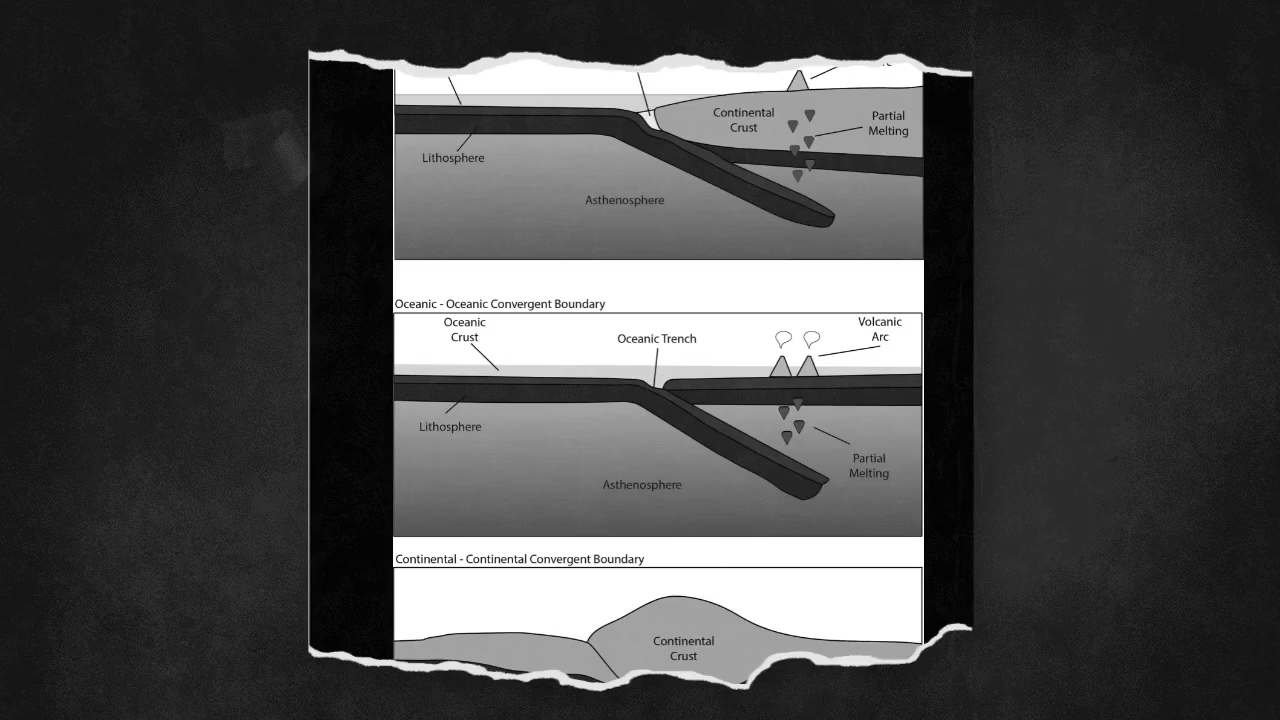 Continental
Crust
Partial
Melting
Lithosphere
Asthenosphere
Oceanic - Oceanic Convergent Boundary
Oceanic
Crust
Oceanic Trench
Volcanic
Arc
Lithosphere
Partial
Melting
Asthenosphere
Continental - Continental Convergent Boundary
Continental
Crust